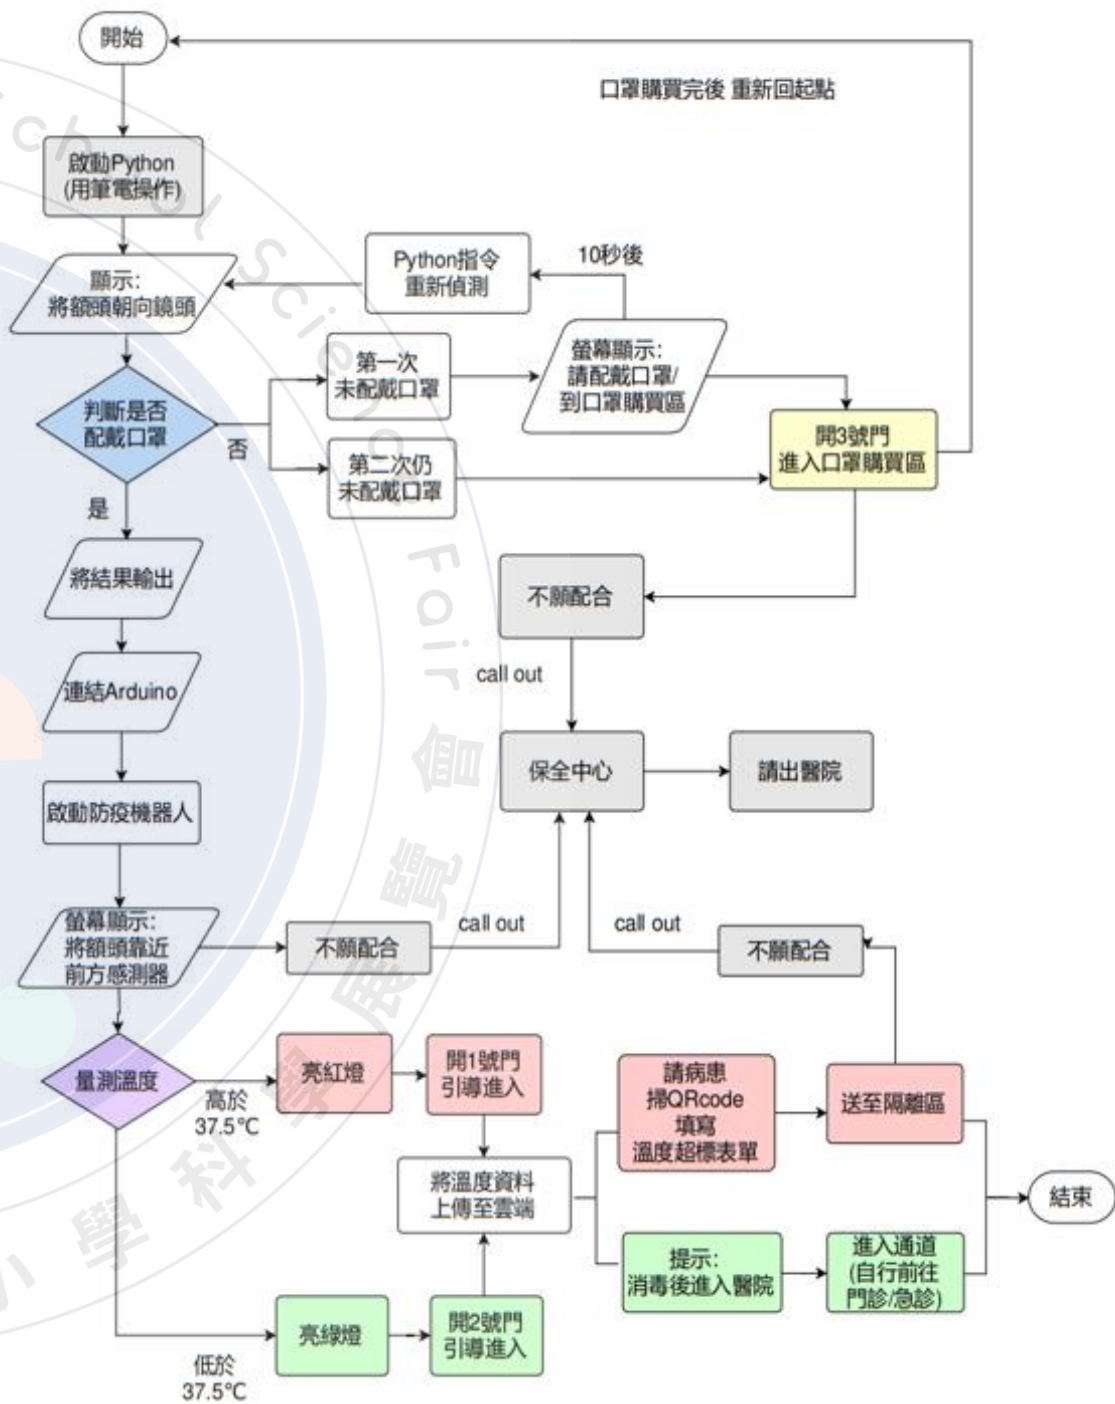 開始
口罩購買完後 重新回起點
啟動Python
(用筆電操作)
顯示:
將額頭朝向鏡頭
Python指令
重新偵測
10秒後
螢幕顯示:
請配戴口罩/
到口罩購買區
第一次
未配戴口罩
判斷是否
配戴口罩
否
第二次仍
未配戴口罩
開3號門
進入口罩購買區
是
將結果輸出
不願配合
call out
連結Arduino
保全中心
請出醫院
啟動防疫機器人
螢幕顯示:
將額頭靠近
前方感測器
不願配合
call out
call out
不願配合
量測溫度
高於
37.5℃
亮紅燈
開1號門
引導進入
請病患
掃QRcode
填寫
溫度超標表單
送至隔離區
將溫度資料
上傳至雲端
結束
提示:
消毒後進入醫院
進入通道
(自行前往
門診/急診)
亮綠燈
開2號門
引導進入
低於
37.5℃
chool Science Fair
小學科學展覽會